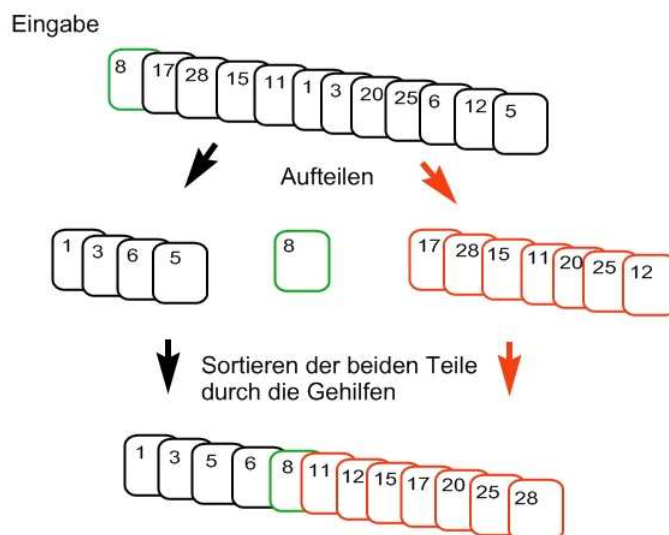 Eingabe
8 17 28 15 11 1 3 20 25 6 12 5
Aufteilen
1 3 6 5 8 17 28 15 11 20 25 12
Sortieren der beiden Teile
durch die Gehilfen
1 3 5 6 8 11 12 15 17 20 25 28